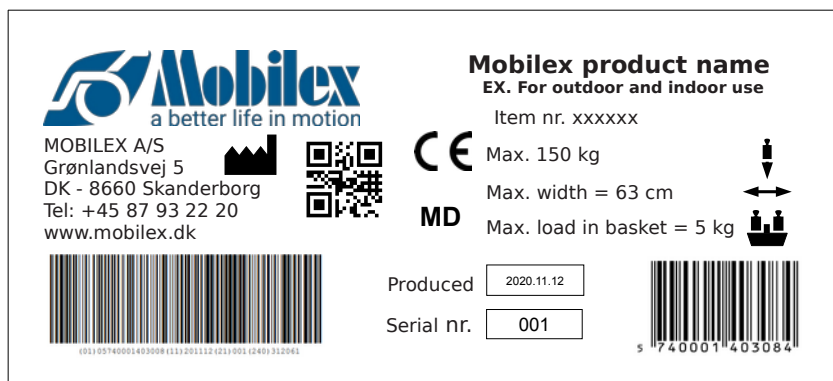 Mobilex
a better life in motion
MOBILEX A/S
Grønlandsvej 5
DK - 8660 Skanderborg
Tel: +45 87 93 22 20
www.mobilex.dk
(01)05740001403008(11)201112(21)001(240)312061
Mobilex product name
EX. For outdoor and indoor use
Item nr. xxxxxx
CE
Max. 150 kg
Max. width = 63 cm
MD
Max. load in basket = 5 kg
Produced 2020.11.12
Serial nr. 001
5 740001 403084